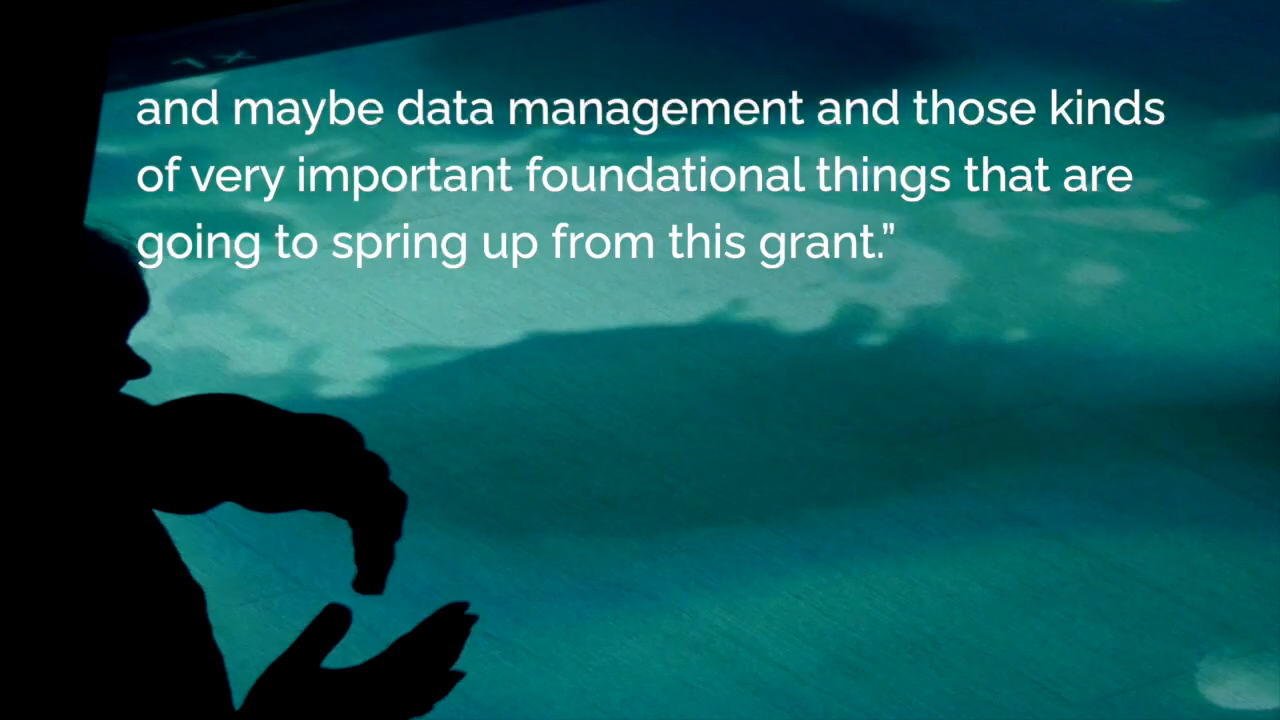 and maybe data management and those kinds
of very important foundational things that are
going to spring up from this grant.”